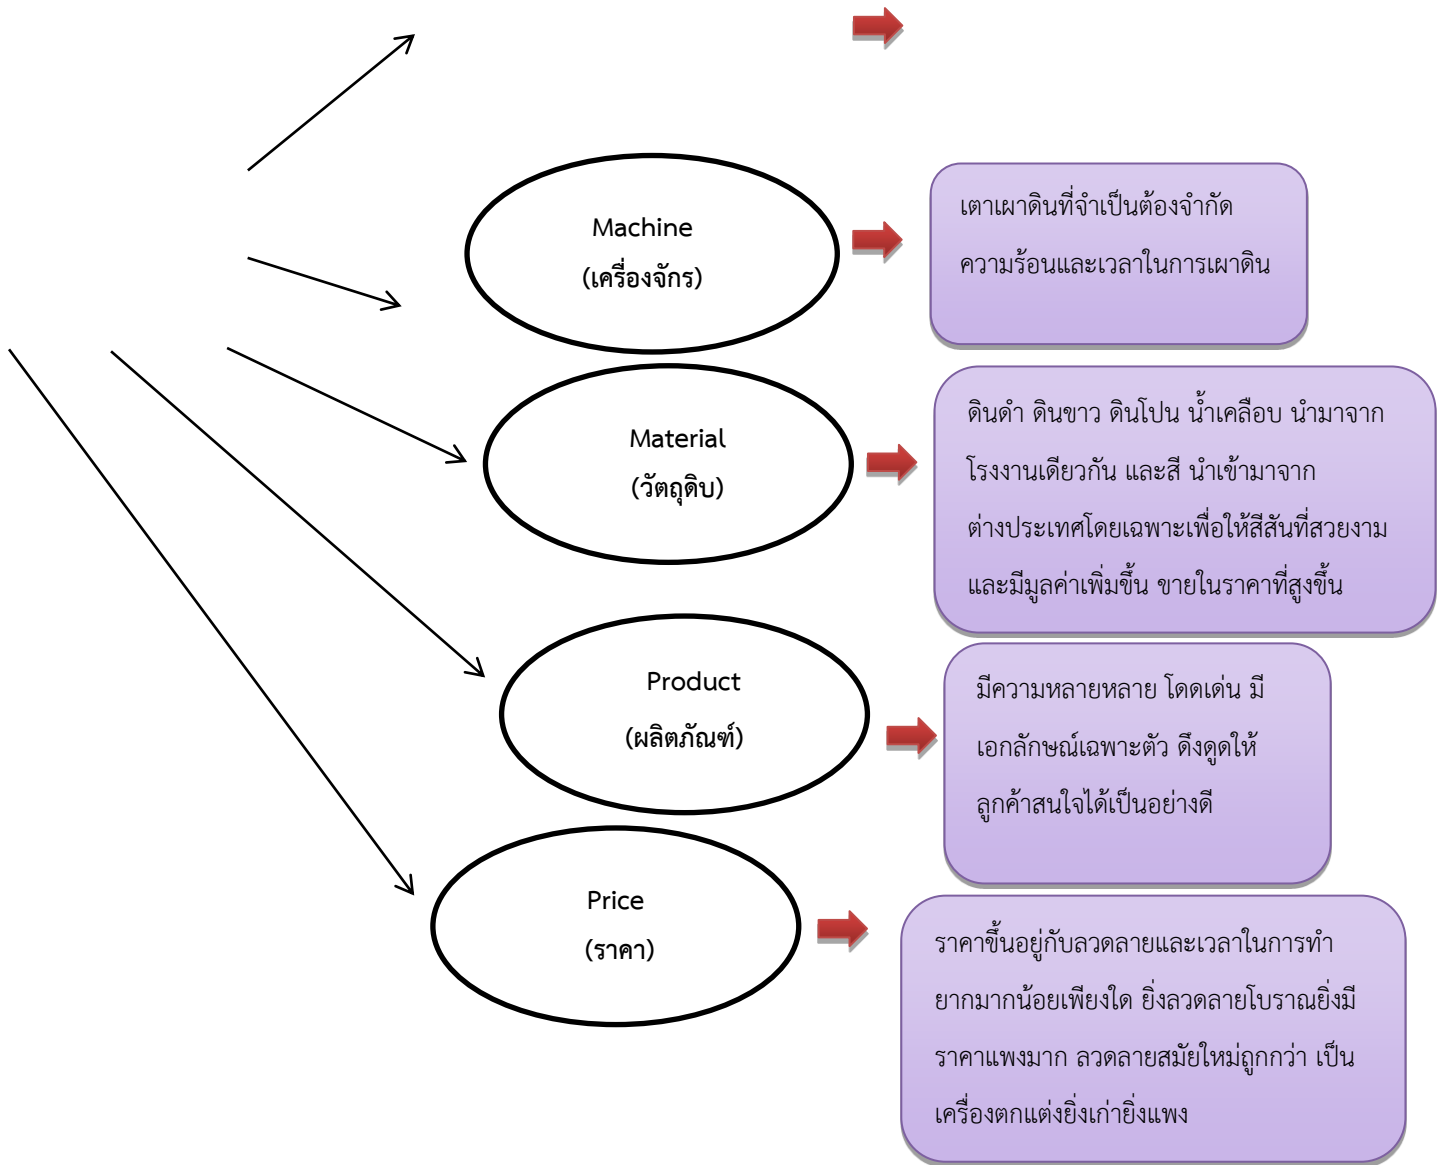 Machine
(เครื่องจักร)
เตาเผาดินที่จำเป็นต้องจำกัด
ความร้อนและเวลาในการเผาดิน
Material
(วัตถุดิบ)
ดินดำ ดินขาว ดินโปน น้ำเคลือบ นำมาจาก
โรงงานเดียวกัน และสี นำเข้ามาจาก
ต่างประเทศโดยเฉพาะเพื่อให้สีสันที่สวยงาม
และมีมูลค่าเพิ่มขึ้น ขายในราคาที่สูงขึ้น
Product
(ผลิตภัณฑ์)
มีความหลายหลาย โดดเด่น มี
เอกลักษณ์เฉพาะตัว ดึงดูดให้
ลูกค้าสนใจได้เป็นอย่างดี
Price
(ราคา)
ราคาขึ้นอยู่กับลวดลายและเวลาในการทำ
ยากมากน้อยเพียงใด ยิ่งลวดลายโบราณยิ่งมี
ราคาแพงมาก ลวดลายสมัยใหม่ถูกกว่า เป็น
เครื่องตกแต่งยิ่งเก่ายิ่งแพง